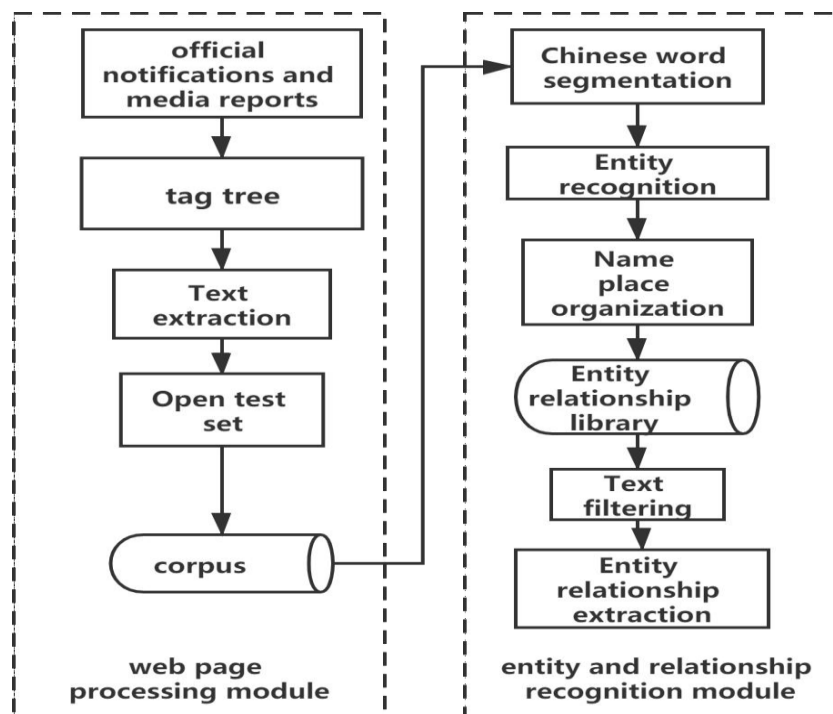 official
notifications and
media reports
tag tree
Text
extraction
Open test
set
corpus
web page
processing module
Chinese word
segmentation
Entity
recognition
Name
place
organization
Entity
relationship
library
Text
filtering
Entity
relationship
extraction
entity and relationship
recognition module